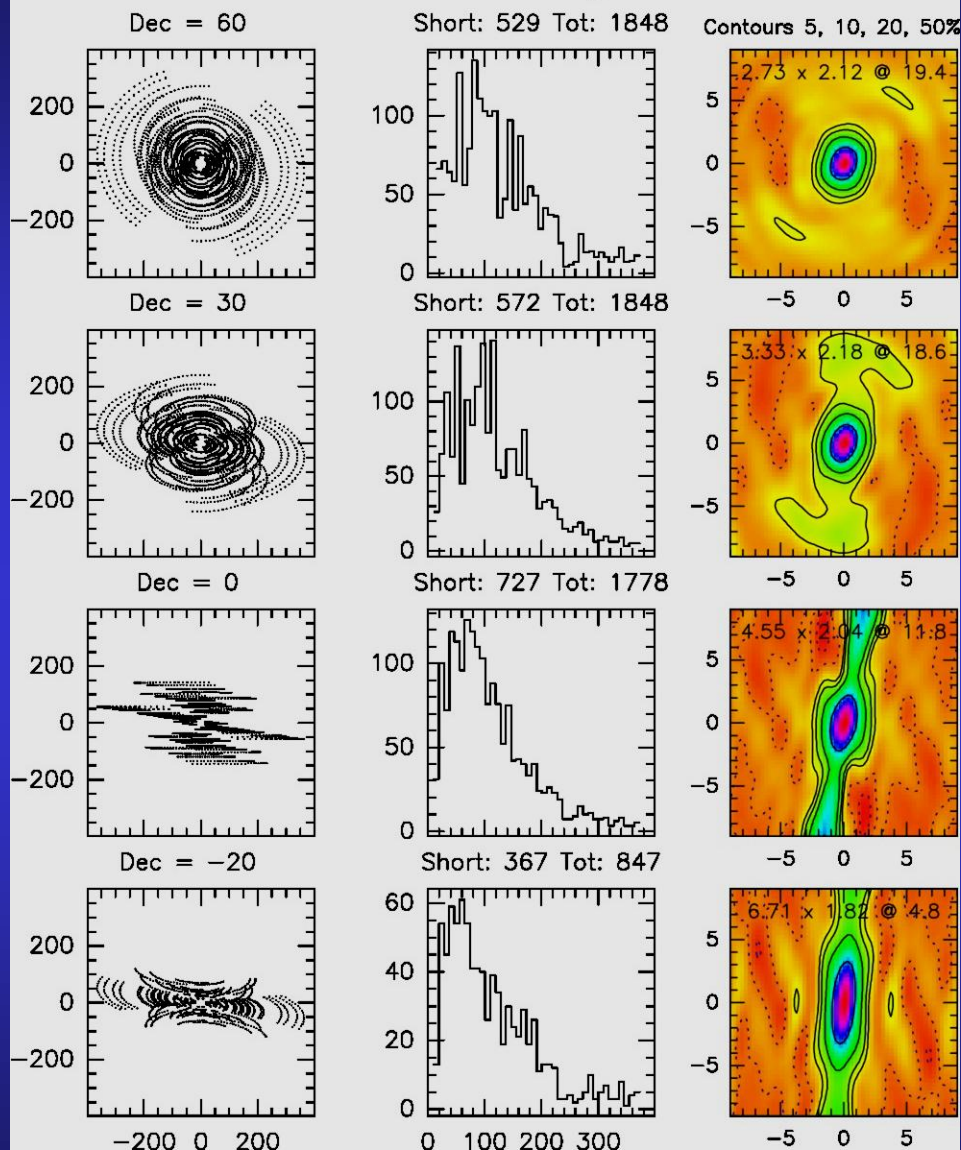 Dec = 60 Short: 529 Tot: 1848 Contours 5, 10, 20, 50%
2.73 x 2.12 @ 19.4
200 100 5
0 50 0
−200 0 −5
−5 0 5
Dec = 30 Short: 572 Tot: 1848
3.33 x 2.18 @ 18.6
200 100 5
0 50 0
−200 0 −5
−5 0 5
Dec = 0 Short: 727 Tot: 1778
4.55 x 2.04 @ 11.8
200 100 5
0 50 0
−200 0 −5
−5 0 5
Dec = −20 Short: 367 Tot: 847
6.71 x 1.82 @ 4.8
60
200 40 5
0 20 0
−200 0 −5
−200 0 200 0 100 200 300 −5 0 5